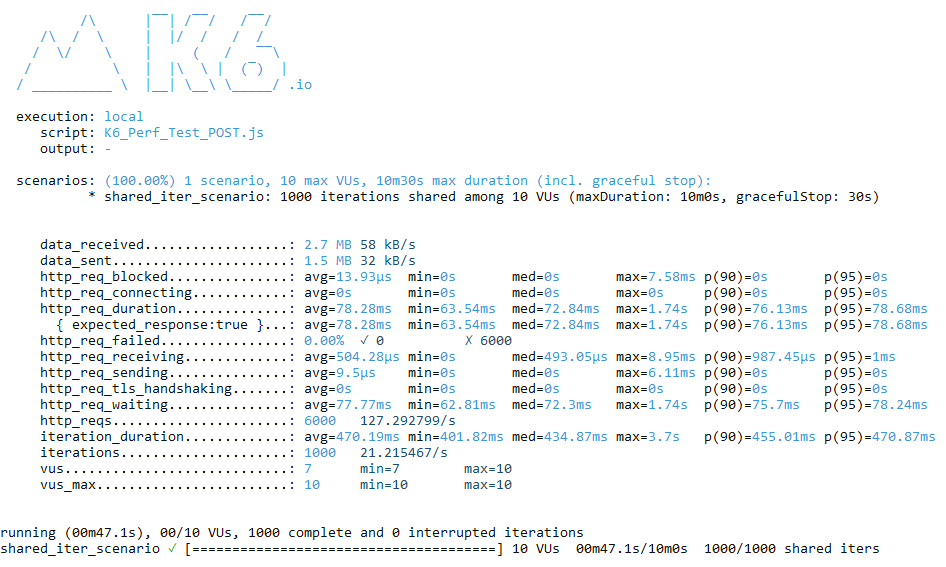 K6
.io
execution: local
script: K6_Perf_Test_POST.js
output: -
scenarios: (100.00%) 1 scenario, 10 max VUs, 10m30s max duration (incl. graceful stop):
* shared_iter_scenario: 1000 iterations shared among 10 VUs (maxDuration: 10m0s, gracefulStop: 30s)
data_received..................: 2.7 MB 58 kB/s
data_sent......................: 1.5 MB 32 kB/s
http_req_blocked...............: avg=13.93µs min=0s med=0s max=7.58ms p(90)=0s p(95)=0s
http_req_connecting............: avg=0s min=0s med=0s max=0s p(90)=0s p(95)=0s
http_req_duration..............: avg=78.28ms min=63.54ms med=72.84ms max=1.74s p(90)=76.13ms p(95)=78.68ms
{ expected_response:true }...: avg=78.28ms min=63.54ms med=72.84ms max=1.74s p(90)=76.13ms p(95)=78.68ms
http_req_failed................: 0.00% ✓ 0 ✗ 6000
http_req_receiving.............: avg=504.28µs min=0s med=493.05µs max=8.95ms p(90)=987.45µs p(95)=1ms
http_req_sending...............: avg=9.5µs min=0s med=0s max=6.11ms p(90)=0s p(95)=0s
http_req_tls_handshaking.......: avg=0s min=0s med=0s max=0s p(90)=0s p(95)=0s
http_req_waiting...............: avg=77.77ms min=62.81ms med=72.3ms max=1.74s p(90)=75.7ms p(95)=78.24ms
http_reqs......................: 6000 127.292799/s
iteration_duration.............: avg=470.19ms min=401.82ms med=434.87ms max=3.7s p(90)=455.01ms p(95)=470.87ms
iterations.....................: 1000 21.215467/s
vus............................: 7 min=7 max=10
vus_max........................: 10 min=10 max=10
running (00m47.1s), 00/10 VUs, 1000 complete and 0 interrupted iterations
shared_iter_scenario ✓ [======================================] 10 VUs 00m47.1s/10m0s 1000/1000 shared iters